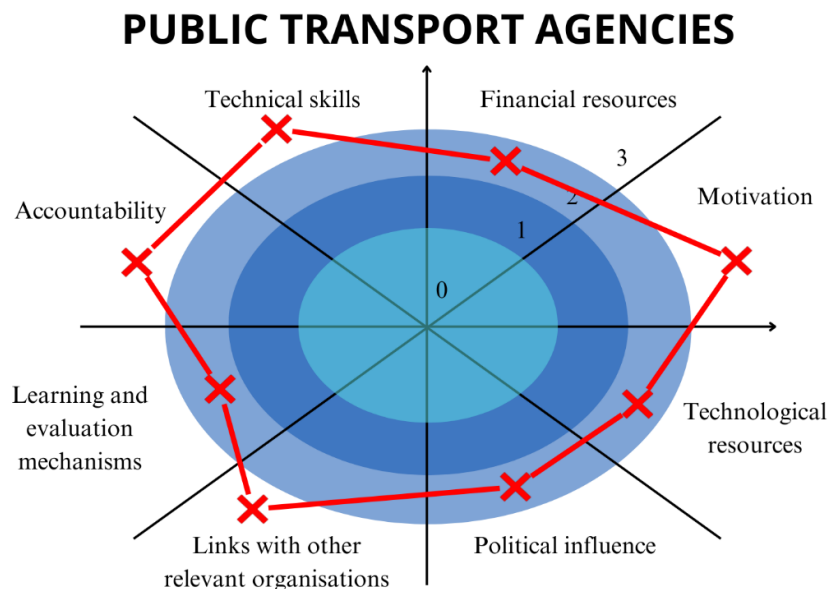 PUBLIC TRANSPORT AGENCIES
Technical skills
Financial resources
3
Motivation
2
Accountability
1
0
Learning and
evaluation
mechanisms
Technological
resources
Links with other
relevant organisations
Political influence